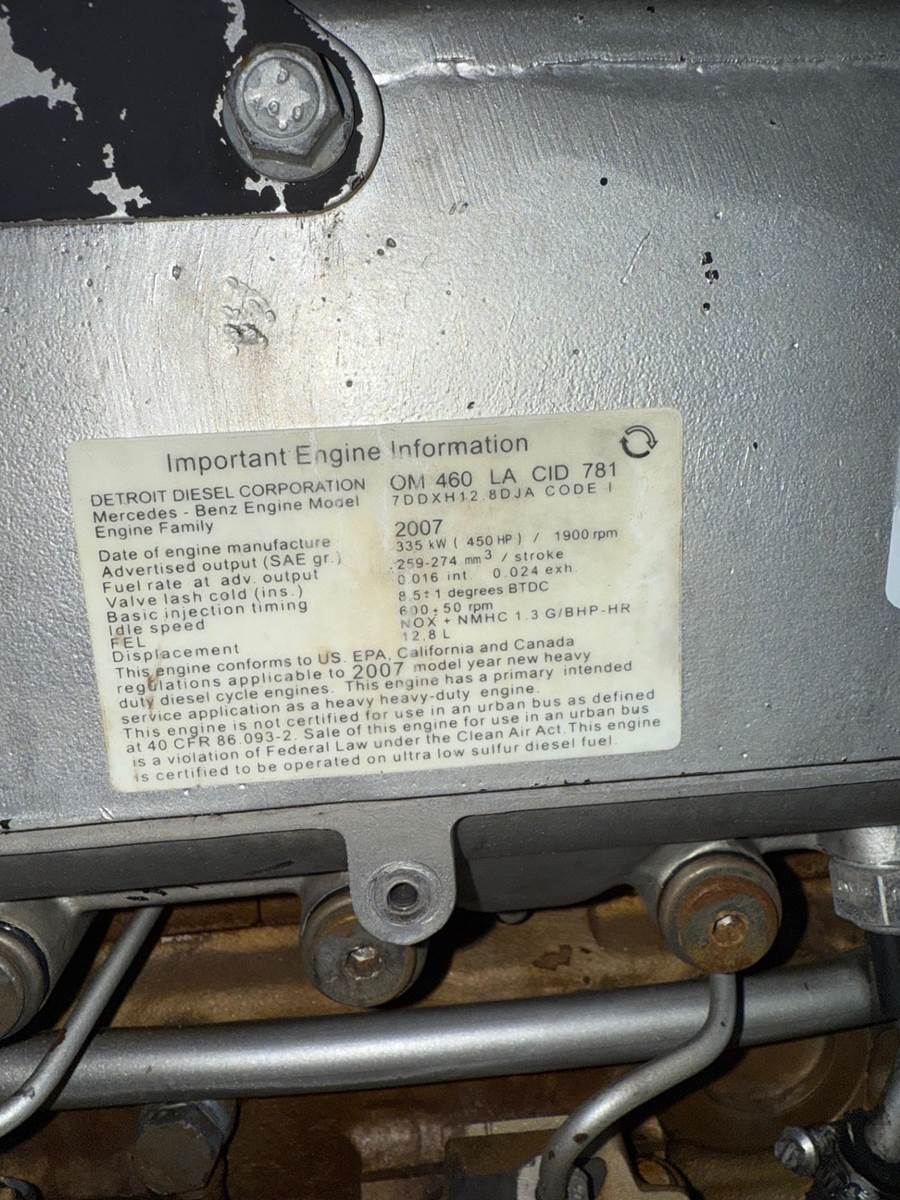 Important Engine Information
DETROIT DIESEL CORPORATION OM 460 LA CID 781
Mercedes - Benz Engine Model 7DDXH12.8DJA CODE I
Engine Family
Date of engine manufacture 2007
Advertised output (SAE gr.) 335 kW ( 450 HP ) / 1900 rpm
Fuel rate at adv. output 259-274 mm3 / stroke
Valve lash cold (ins.) 0.016 int. 0.024 exh.
Basic injection timing 8.5±1 degrees BTDC
Idle speed 600+50 rpm
FEL NOX + NMHC 1.3 G/BHP-HR
Displacement 12,8 L
This engine conforms to US. EPA, California and Canada
regulations applicable to 2007 model year new heavy
duty diesel cycle engines. This engine has a primary intended
service application as a heavy heavy-duty engine.
This engine is not certified for use in an urban bus as defined
at 40 CFR 86.093-2. Sale of this engine for use in an urban bus
is a violation of Federal Law under the Clean Air Act.This engine
is certified to be operated on ultra low sulfur diesel fuel.